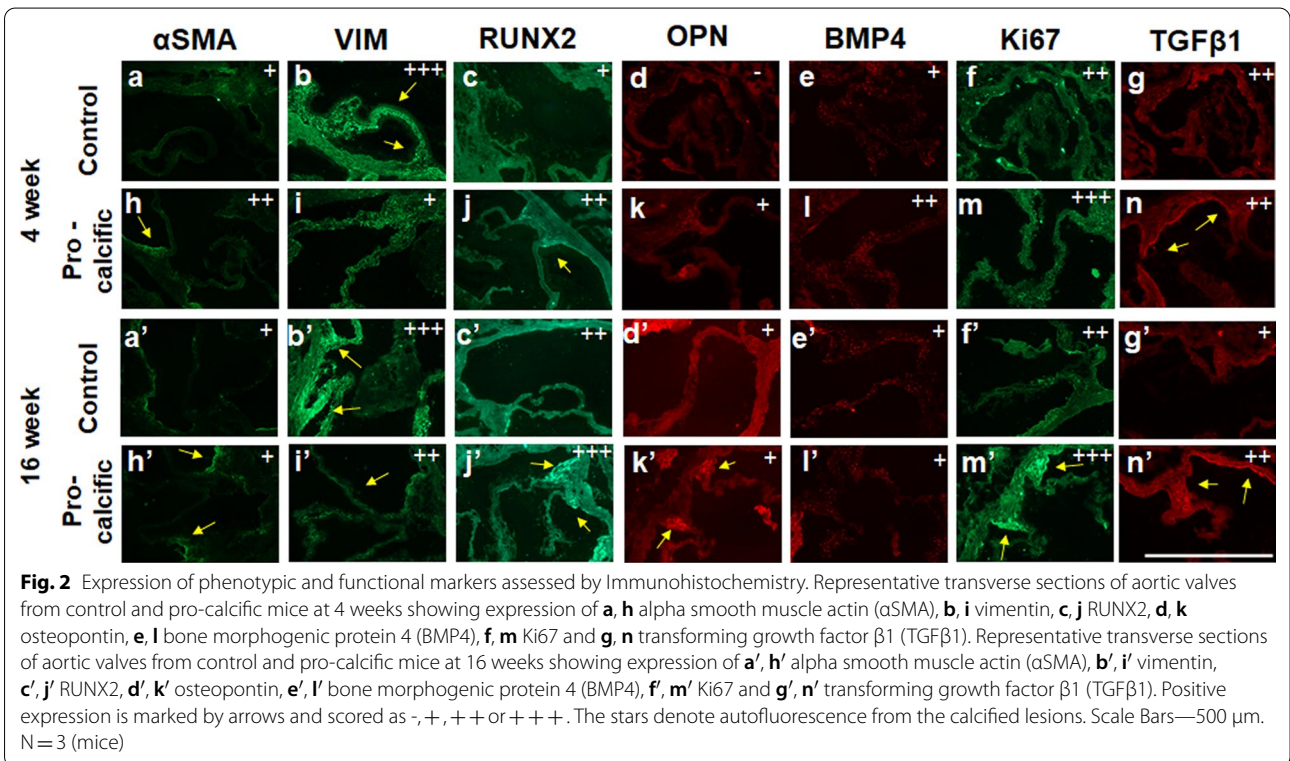 αSMA VIM RUNX2 OPN BMP4 Ki67 TGFβ1
4 week
Control
a + b +++ c + d - e + f ++ g ++
Pro - calcific
h ++ i + j ++ k + l ++ m +++ n ++
16 week
Control
a' + b' +++ c' ++ d' + e' + f' ++ g' +
Pro- calcific
h' + i' ++ j' +++ k' + l' + m' +++ n' ++
Fig. 2 Expression of phenotypic and functional markers assessed by Immunohistochemistry. Representative transverse sections of aortic valves
from control and pro-calcific mice at 4 weeks showing expression of a, h alpha smooth muscle actin (αSMA), b, i vimentin, c, j RUNX2, d, k
osteopontin, e, l bone morphogenic protein 4 (BMP4), f, m Ki67 and g, n transforming growth factor β1 (TGFβ1). Representative transverse sections
of aortic valves from control and pro-calcific mice at 16 weeks showing expression of a′, h′ alpha smooth muscle actin (αSMA), b′, i′ vimentin,
c′, j′ RUNX2, d′, k′ osteopontin, e′, l′ bone morphogenic protein 4 (BMP4), f′, m′ Ki67 and g′, n′ transforming growth factor β1 (TGFβ1). Positive
expression is marked by arrows and scored as -, +, + + or + + +. The stars denote autofluorescence from the calcified lesions. Scale Bars—500 μm.
N = 3 (mice)